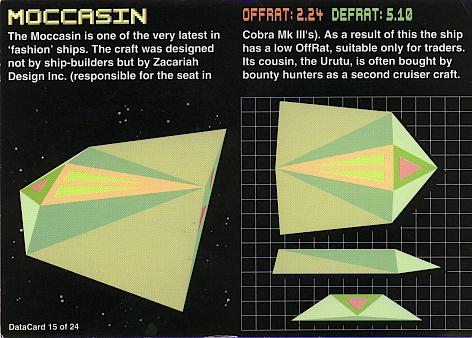 MOCCASIN
The Moccasin is one of the very latest in
‘fashion’ ships. The craft was designed
not by ship-builders but by Zacariah
Design Inc. (responsible for the seat in
OFFRAT: 2.24 DEFRAT: 5.10
Cobra Mk III's). As a result of this the ship
has a low OffRat, suitable only for traders.
Its cousin, the Urutu, is often bought by
bounty hunters as a second cruiser craft.
DataCard 15 of 24